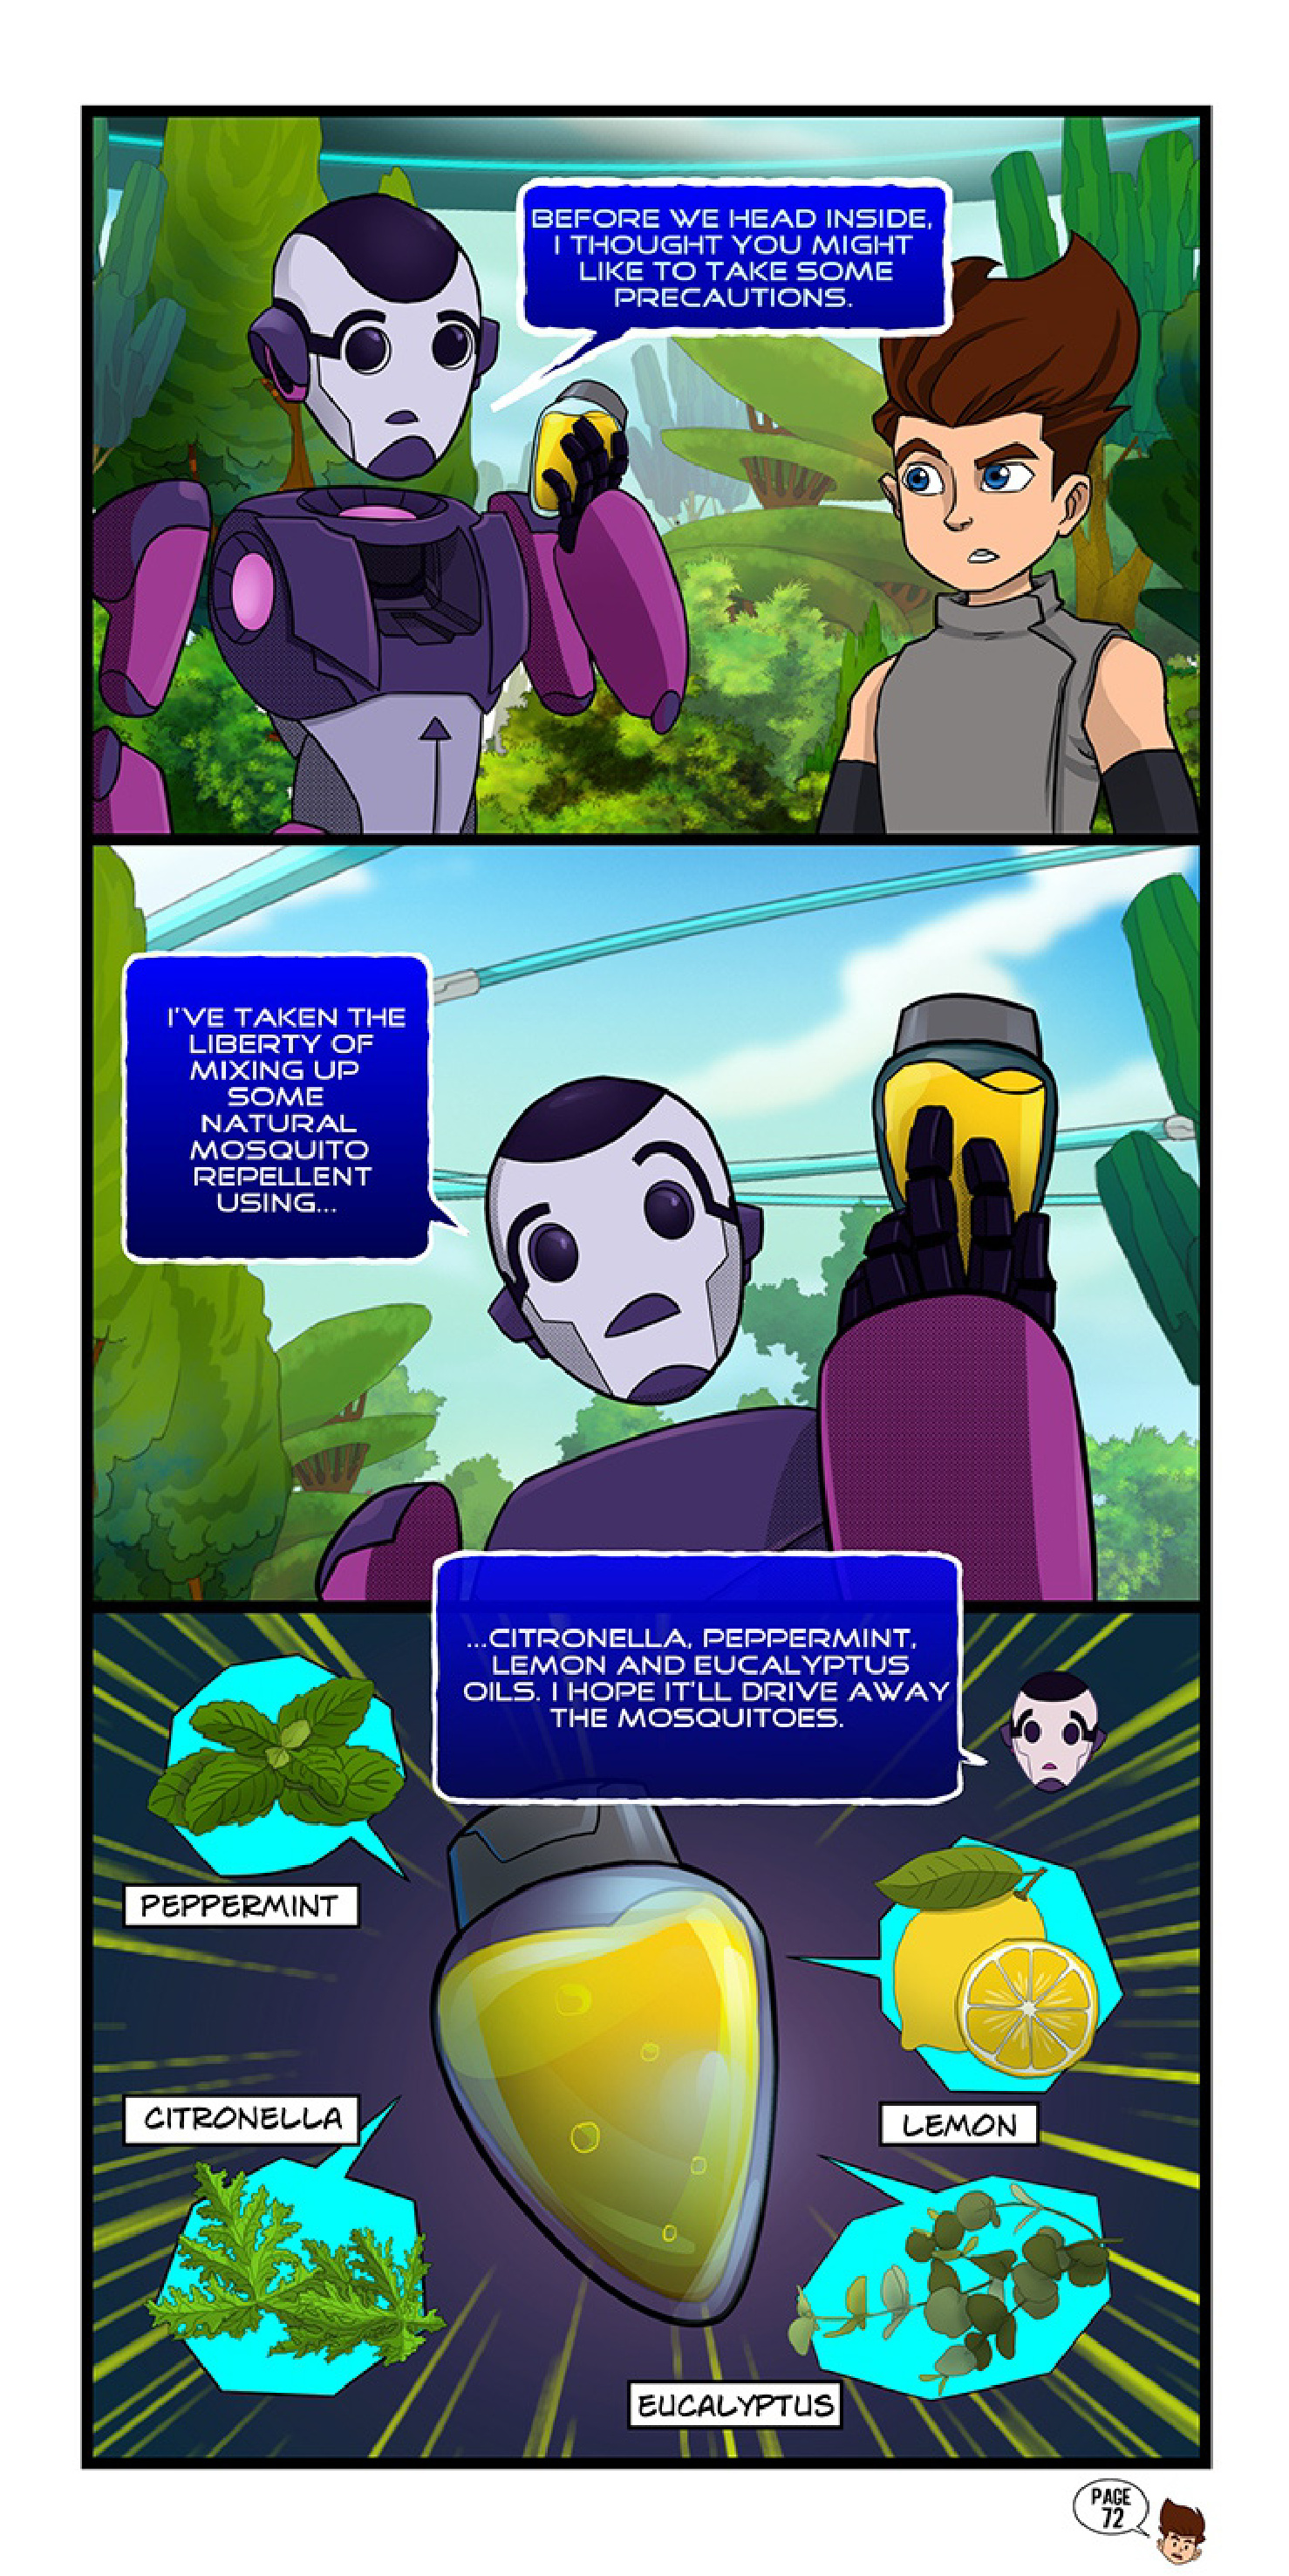 BEFORE WE HEAD INSIDE,
I THOUGHT YOU MIGHT
LIKE TO TAKE SOME
PRECAUTIONS.
I'VE TAKEN THE
LIBERTY OF
MIXING UP
SOME
NATURAL
MOSQUITO
REPELLENT
USING...
...CITRONELLA, PEPPERMINT,
LEMON AND EUCALYPTUS
OILS. I HOPE IT'LL DRIVE AWAY
THE MOSQUITOES.
PEPPERMINT
CITRONELLA
LEMON
EUCALYPTUS
PAGE
72